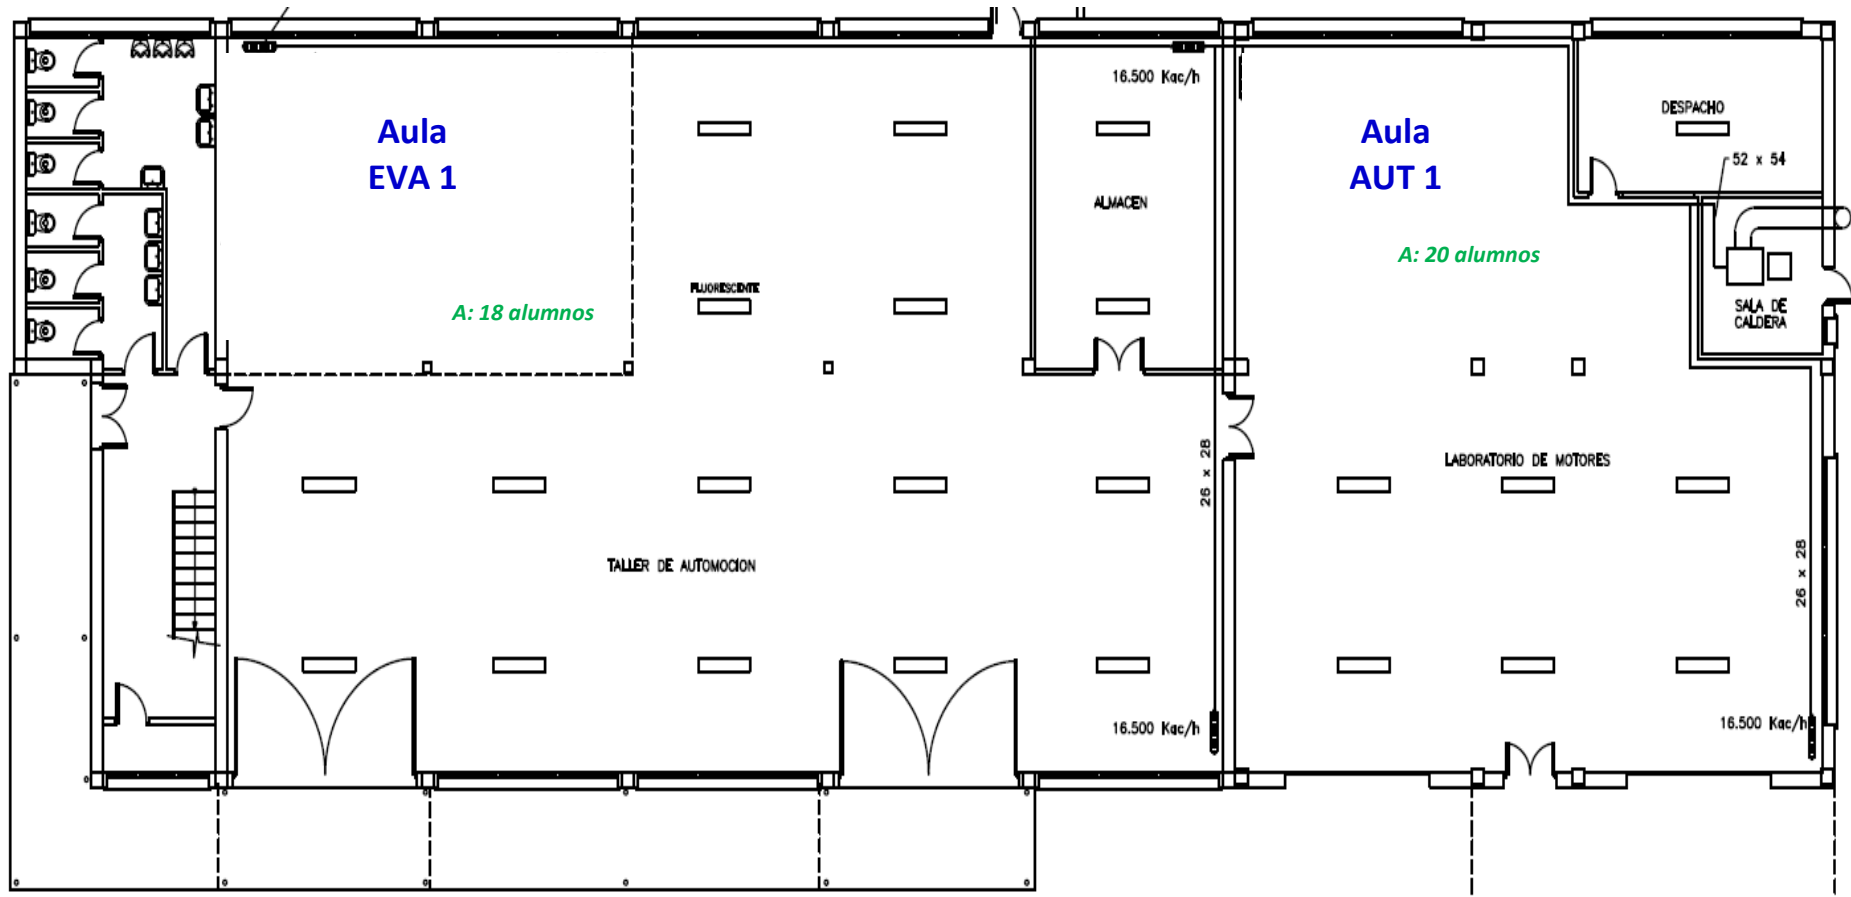 16.500 Kac/h
Aula
EVA 1
Aula
AUT 1
DESPACHO
52 x 54
ALMACEN
A: 20 alumnos
FLUORESCENTE
A: 18 alumnos
SALA DE
CALDERA
26 x 28
LABORATORIO DE MOTORES
TALLER DE AUTOMOCION
26 x 28
16.500 Kac/h
16.500 Kac/h